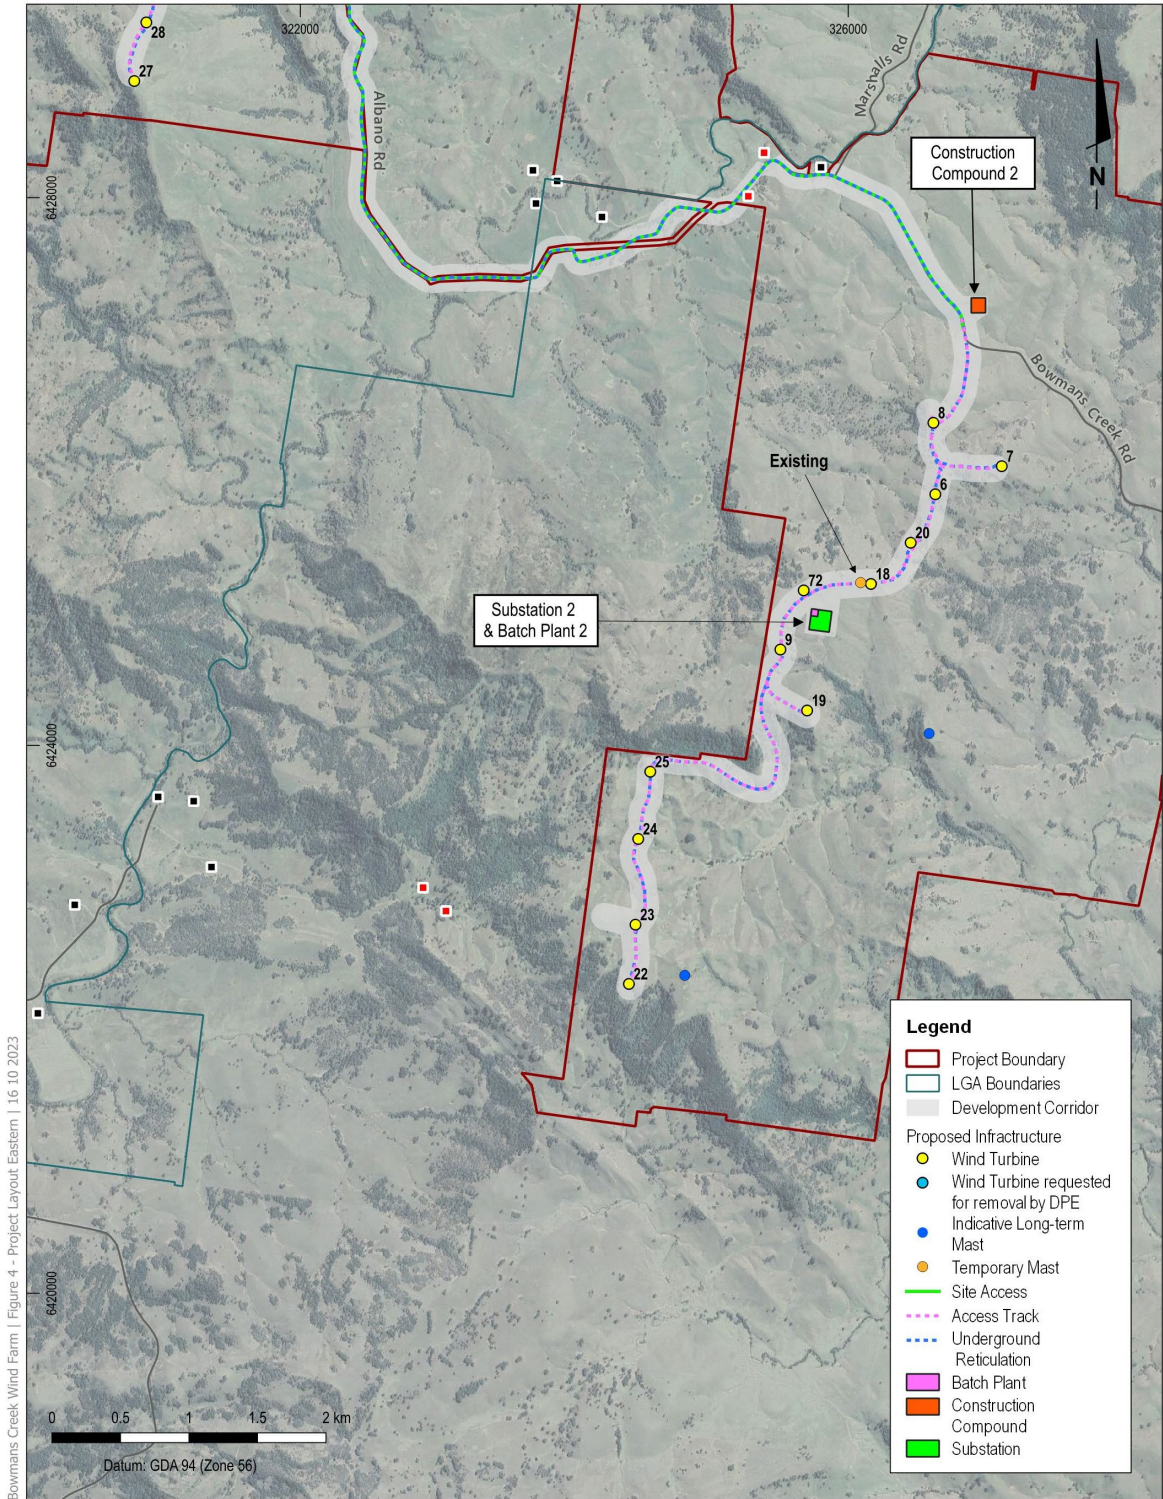 322000
326000
28
27
Albano Rd
Marshalls Rd
Construction
Compound 2
N
6428000
Bowmans Creek Rd
8
7
Existing
6
20
18
72
Substation 2
& Batch Plant 2
9
19
6424000
25
24
23
22
Legend
Project Boundary
LGA Boundaries
Development Corridor
Proposed Infractructure
Wind Turbine
Wind Turbine requested
for removal by DPE
Indicative Long-term
Mast
Temporary Mast
Site Access
Access Track
Underground
Reticulation
Batch Plant
Construction
Compound
Substation
6420000
0 0.5 1 1.5 2 km
Datum: GDA 94 (Zone 56)
Bowmans Creek Wind Farm | Figure 4 - Project Layout Eastern | 16 10 2023